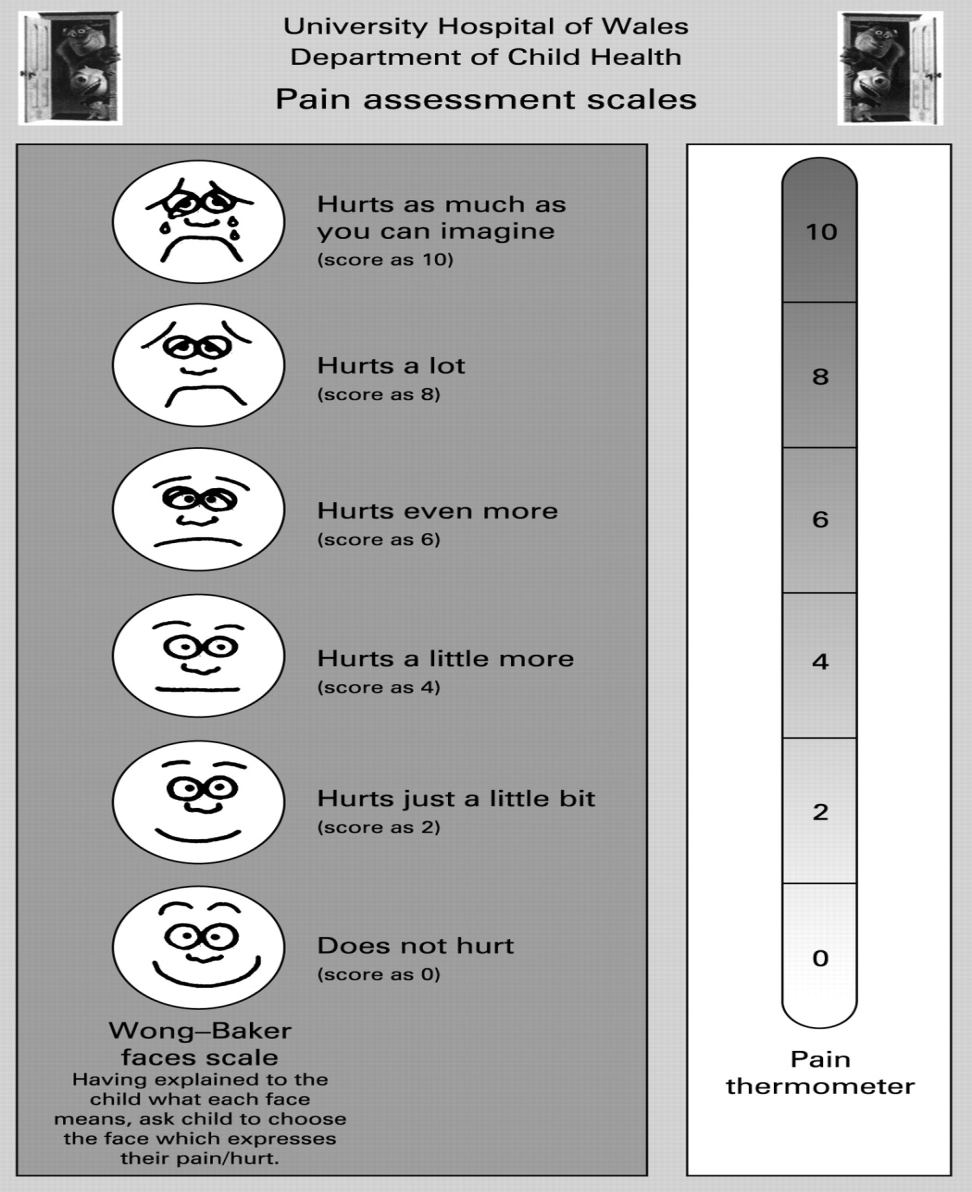 University Hospital of Wales
Department of Child Health
Pain assessment scales
Hurts as much as
you can imagine
(score as 10)
Hurts a lot
(score as 8)
Hurts even more
(score as 6)
Hurts a little more
(score as 4)
Hurts just a little bit
(score as 2)
Does not hurt
(score as 0)
Wong–Baker
faces scale
Having explained to the
child what each face
means, ask child to choose
the face which expresses
their pain/hurt.
10
8
6
4
2
0
Pain
thermometer